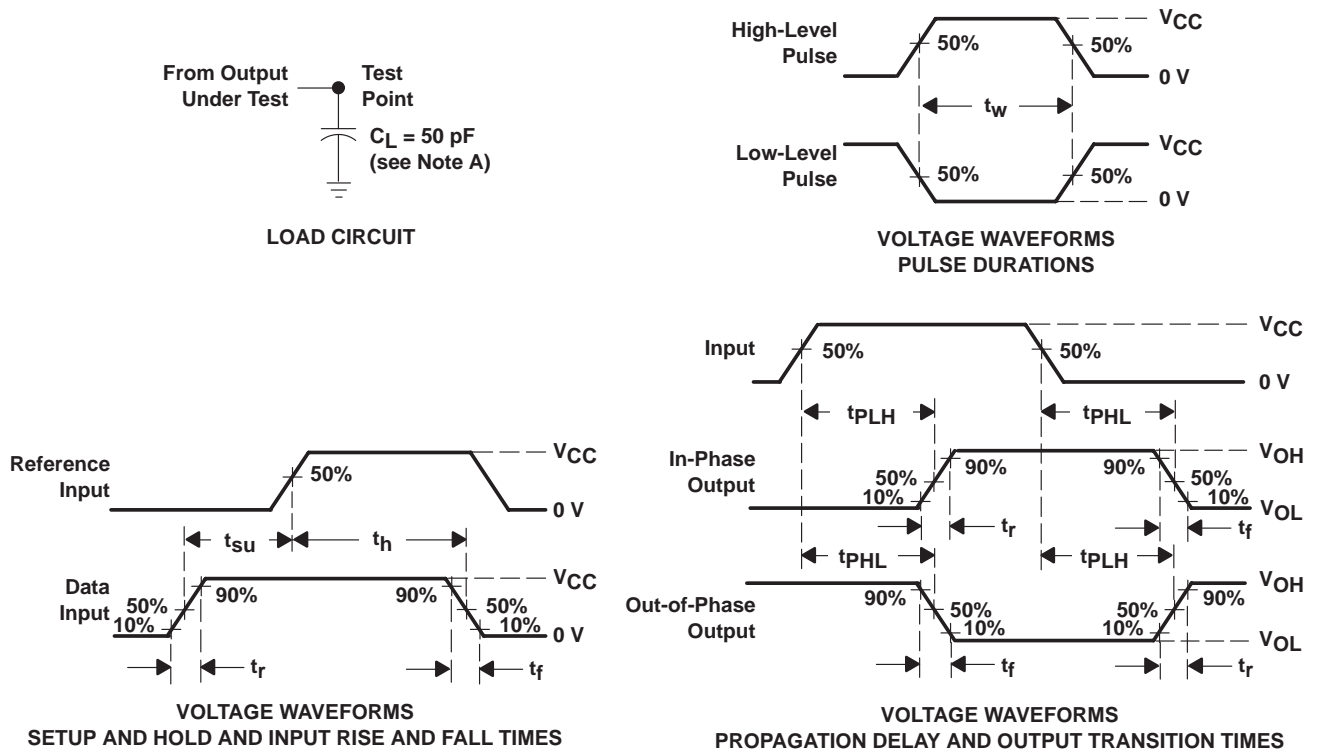 From Output
Under Test
Test
Point
CL = 50 pF
(see Note A)
LOAD CIRCUIT
High-Level
Pulse
50%
50%
VCC
0 V
tw
Low-Level
Pulse
50%
50%
VCC
0 V
VOLTAGE WAVEFORMS
PULSE DURATIONS
Reference
Input
50%
VCC
0 V
tsu
th
Data
Input
50%
10%
90%
90%
50%
10%
VCC
0 V
tr
tf
VOLTAGE WAVEFORMS
SETUP AND HOLD AND INPUT RISE AND FALL TIMES
Input
50%
50%
VCC
0 V
tPLH
tPHL
In-Phase
Output
50%
10%
90%
90%
50%
10%
VOH
VOL
tr
tf
tPHL
tPLH
Out-of-Phase
Output
90%
50%
10%
50%
10%
90%
VOH
VOL
tf
tr
VOLTAGE WAVEFORMS
PROPAGATION DELAY AND OUTPUT TRANSITION TIMES